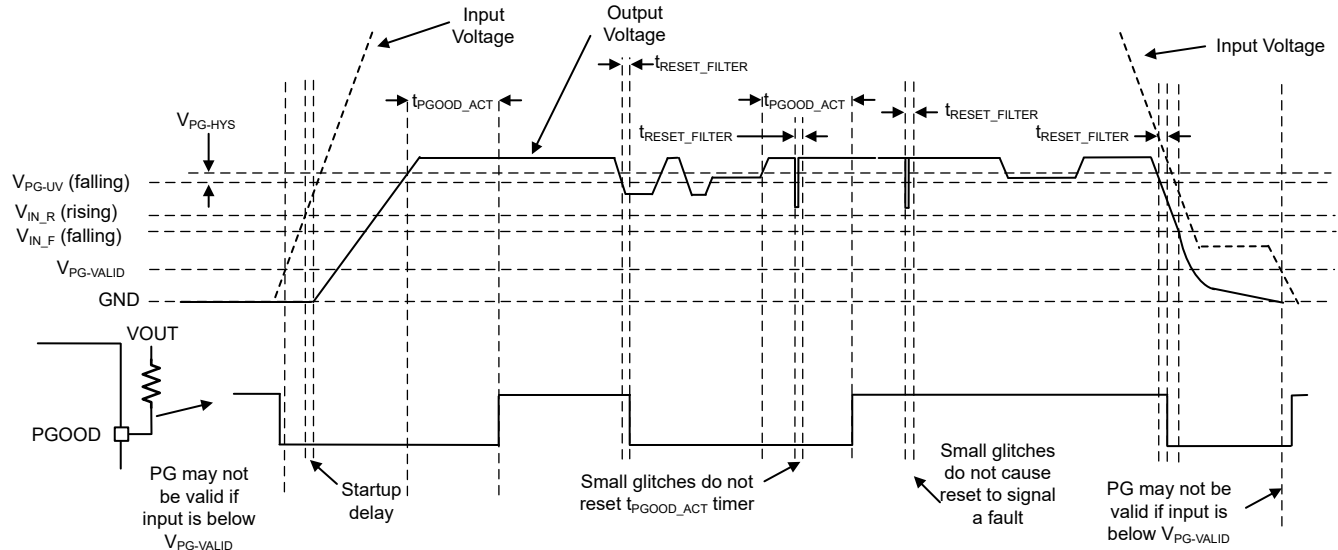 Input
Voltage
Output
Voltage
Input Voltage
tRESET_FILTER
tPGOOD_ACT
tPGOOD_ACT
tRESET_FILTER
tRESET_FILTER
tRESET_FILTER
VPG-HYS
VPG-UV (falling)
VIN_R (rising)
VIN_F (falling)
VPG-VALID
GND
VOUT
PGOOD
PG may not
be valid if
input is below
VPG-VALID
Startup
delay
Small glitches do not
reset tPGOOD_ACT timer
Small glitches
do not cause
reset to signal
a fault
PG may not be
valid if input is
below VPG-VALID